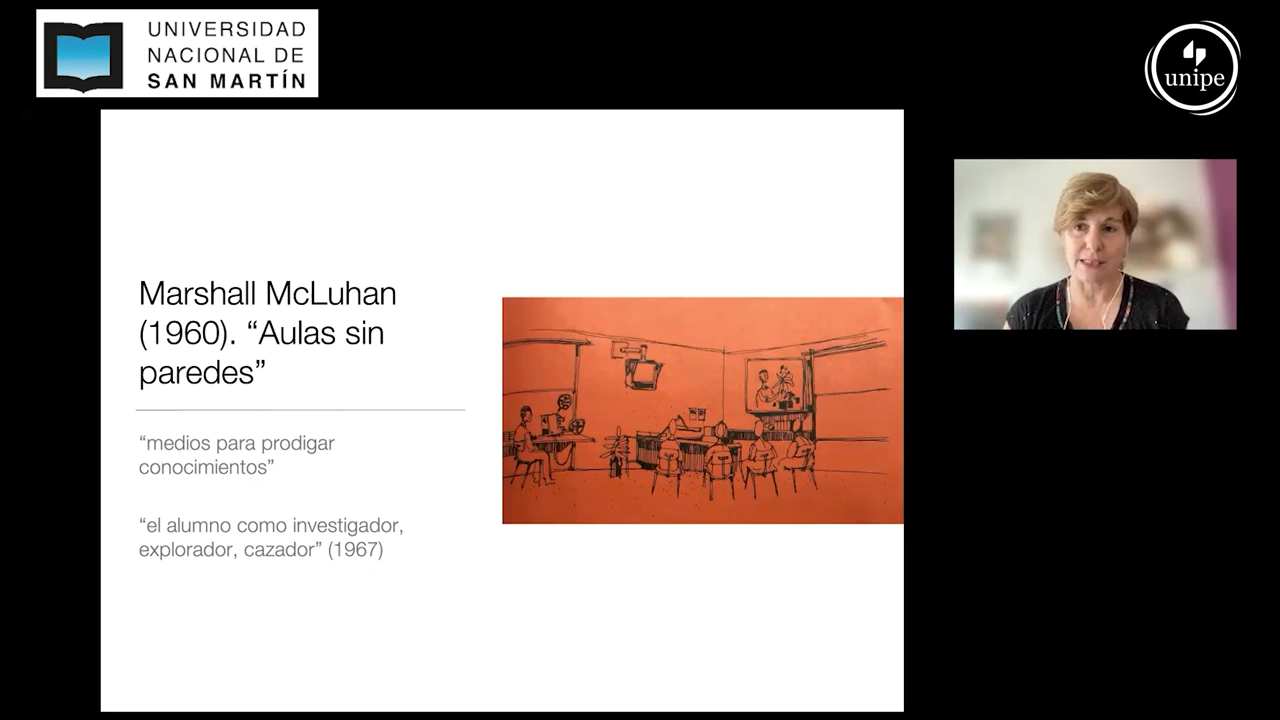 UNIVERSIDAD
NACIONAL DE
SAN MARTÍN
unipe
Marshall McLuhan
(1960). “Aulas sin
paredes”
“medios para prodigar
conocimientos”
“el alumno como investigador,
explorador, cazador” (1967)